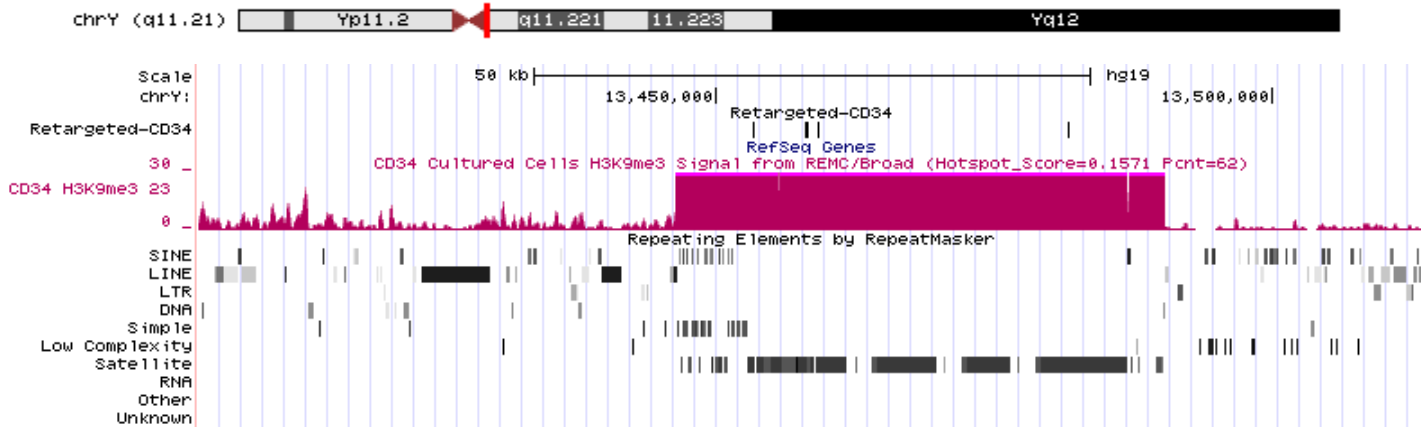 chrY (q11.21) Yp11.2 q11.221 11.223 Yq12
Scale 50 kb hg19
chrY: 13,450,000 13,500,000
Retargeted-CD34
Retargeted-CD34
RefSeq Genes
30 _ CD34 Cultured Cells H3K9me3 Signal from REMC/Broad (Hotspot_Score=0.1571 Pcnt=62)
CD34 H3K9me3 23
0 _
Repeating Elements by RepeatMasker
SINE
LINE
LTR
DNA
Simple
Low Complexity
Satellite
RNA
Other
Unknown